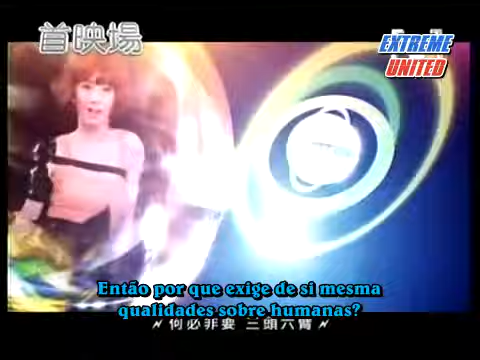 首映場
EXTREME
UNITED
Então por que exige de si mesma
qualidades sobre humanas?
何必非要 三頭六臂